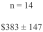 n = 14
$383 ± 147